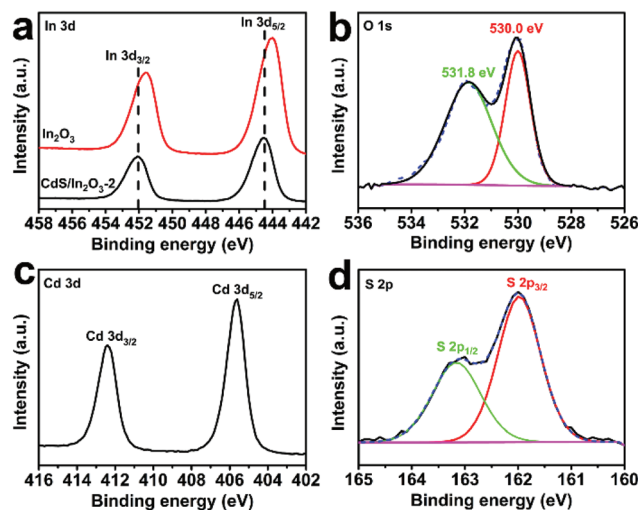 a
In 3d
In 3d5/2
In 3d3/2
In2O3
CdS/In2O3-2
Intensity (a.u.)
458 456 454 452 450 448 446 444 442
Binding energy (eV)
b
O 1s
530.0 eV
531.8 eV
Intensity (a.u.)
536 534 532 530 528 526
Binding energy (eV)
c
Cd 3d
Cd 3d5/2
Cd 3d3/2
Intensity (a.u.)
416 414 412 410 408 406 404 402
Binding energy (eV)
d
S 2p
S 2p3/2
S 2p1/2
Intensity (a.u.)
165 164 163 162 161 160
Binding energy (eV)